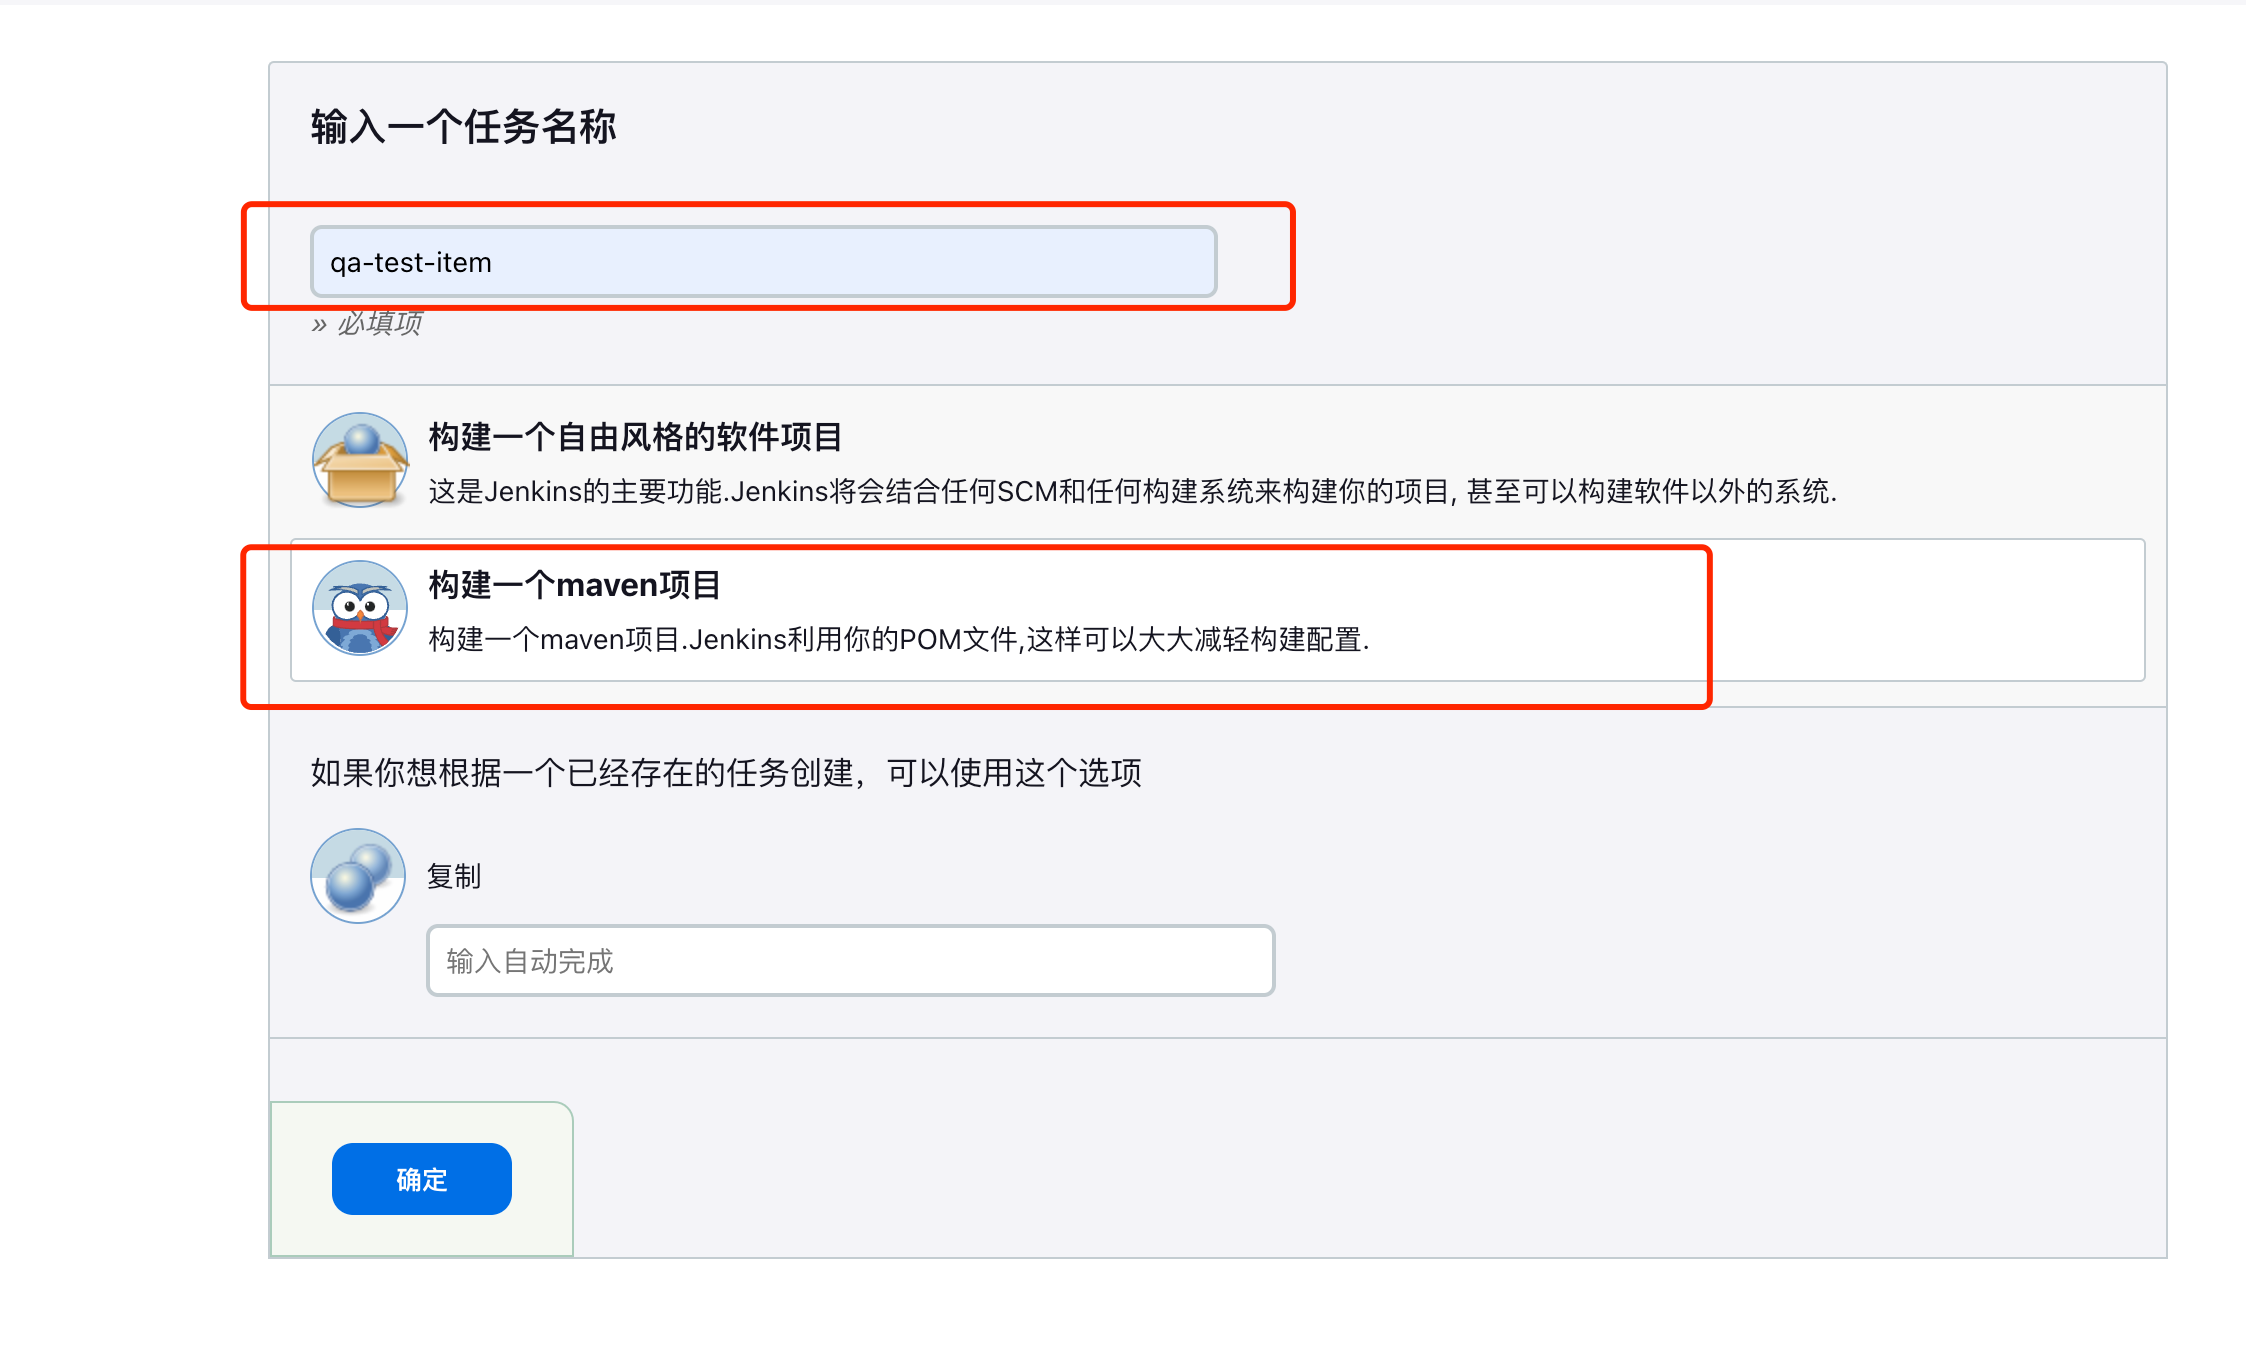 输入一个任务名称
qa-test-item
» 必填项
构建一个自由风格的软件项目
这是Jenkins的主要功能.Jenkins将会结合任何SCM和任何构建系统来构建你的项目, 甚至可以构建软件以外的系统.
构建一个maven项目
构建一个maven项目.Jenkins利用你的POM文件,这样可以大大减轻构建配置.
如果你想根据一个已经存在的任务创建，可以使用这个选项
复制
输入自动完成
确定